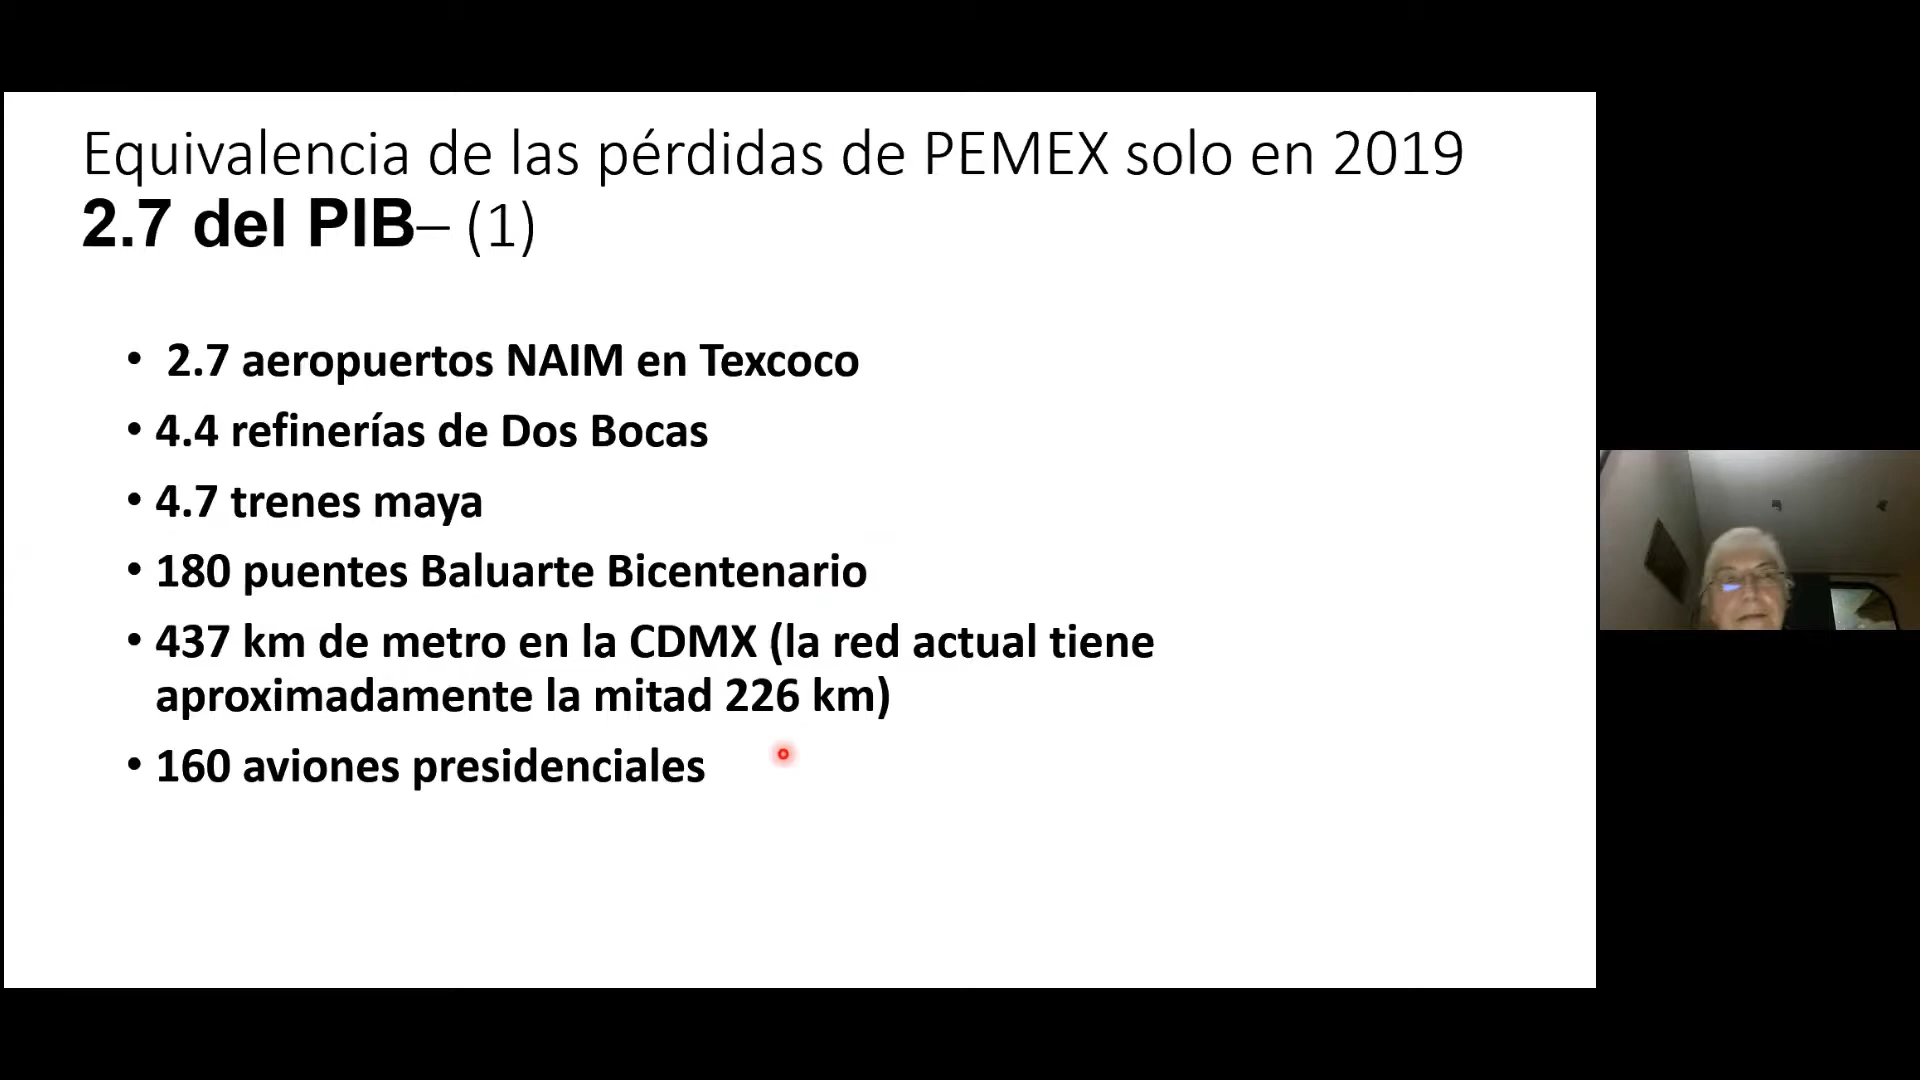 Equivalencia de las pérdidas de PEMEX solo en 2019
2.7 del PIB– (1)
• 2.7 aeropuertos NAIM en Texcoco
• 4.4 refinerías de Dos Bocas
• 4.7 trenes maya
• 180 puentes Baluarte Bicentenario
• 437 km de metro en la CDMX (la red actual tiene
aproximadamente la mitad 226 km)
• 160 aviones presidenciales